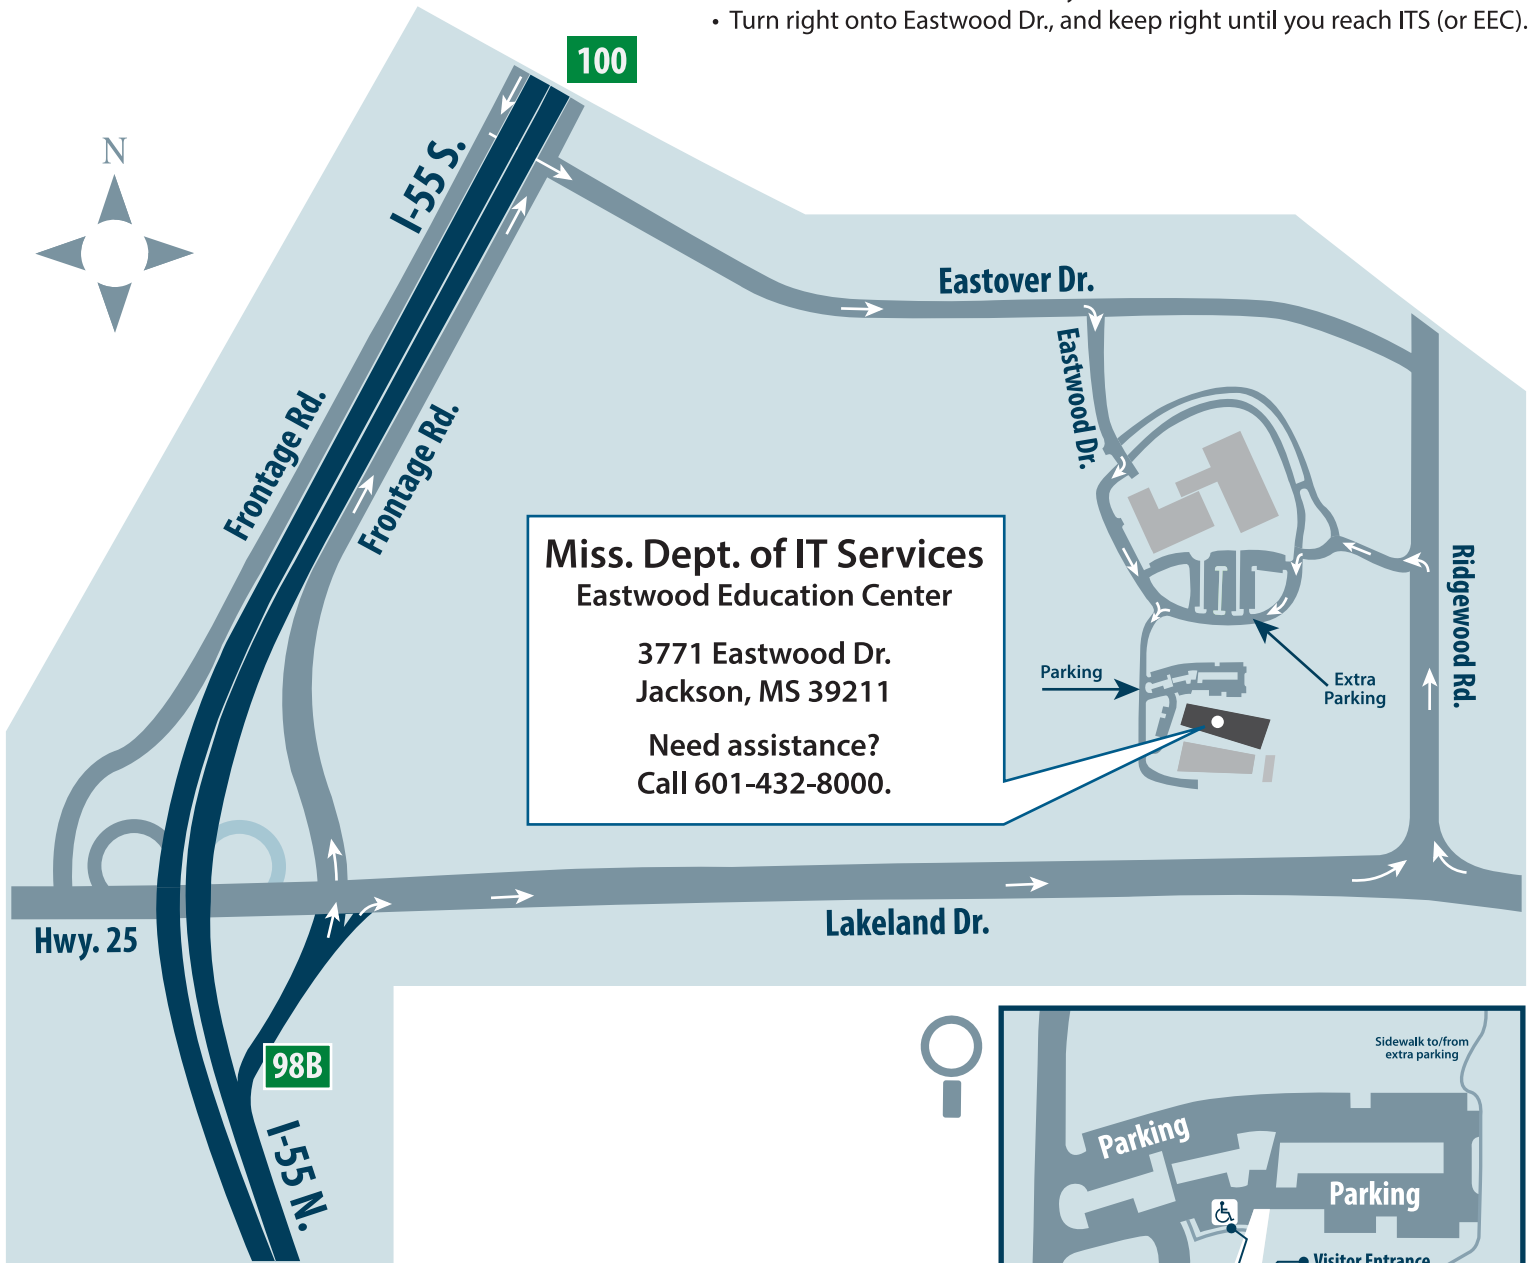 • Turn right onto Eastwood Dr., and keep right until you reach ITS (or EEC).
100
N
I-55 S.
Eastover Dr.
Eastwood Dr.
Frontage Rd.
Frontage Rd.
Miss. Dept. of IT Services
Eastwood Education Center
3771 Eastwood Dr.
Jackson, MS 39211
Need assistance?
Call 601-432-8000.
Ridgewood Rd.
Parking
Extra
Parking
Hwy. 25
Lakeland Dr.
98B
I-55 N.
Sidewalk to/from
extra parking
Parking
Parking
Visitor Entrance